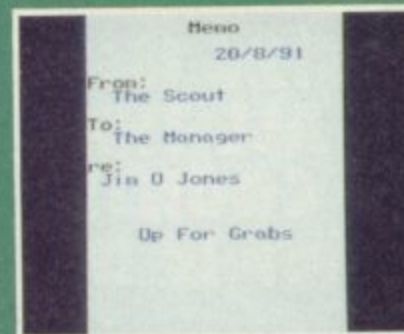 Memo
20/8/91
From:
The Scout
To:
The Manager
re:
Jim O Jones
Up For Grabs